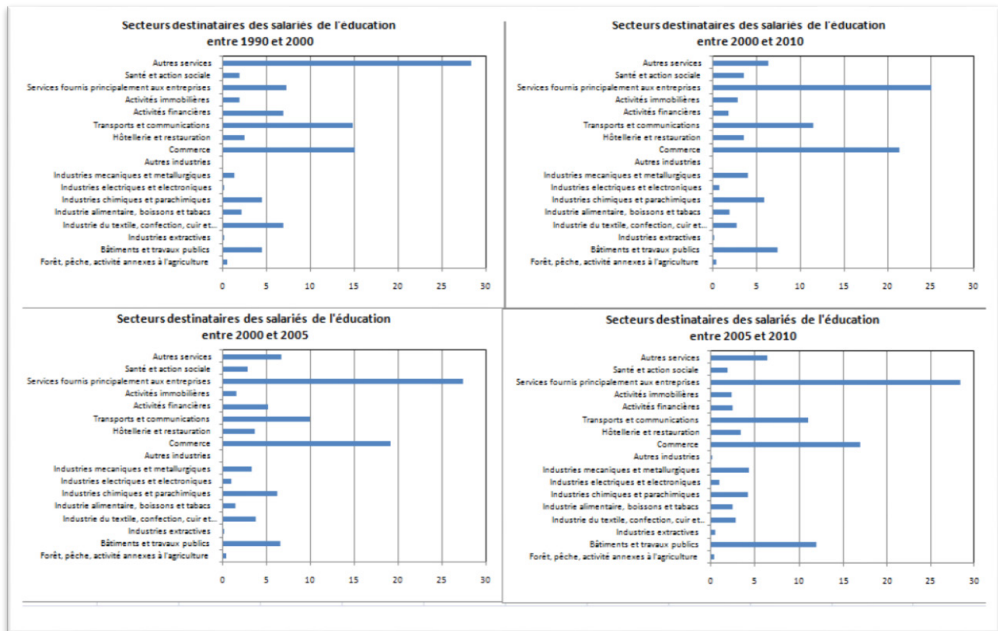 Secteurs destinataires des salariés de l'éducation
entre 1990 et 2000
Autres services
Santé et action sociale
Services fournis principalement aux entreprises
Activités immobilières
Activités financières
Transports et communications
Hôtellerie et restauration
Commerce
Autres industries
Industries mecaniques et metallurgiques
Industries electriques et electroniques
Industries chimiques et parachimiques
Industrie alimentaire, boissons et tabacs
Industrie du textile, confection, cuir et...
Industries extractives
Bâtiments et travaux publics
Forêt, pêche, activité annexes à l'agriculture
0 5 10 15 20 25 30
Secteurs destinataires des salariés de l'éducation
entre 2000 et 2010
Autres services
Santé et action sociale
Services fournis principalement aux entreprises
Activités immobilières
Activités financières
Transports et communications
Hôtellerie et restauration
Commerce
Autres industries
Industries mecaniques et metallurgiques
Industries electriques et electroniques
Industries chimiques et parachimiques
Industrie alimentaire, boissons et tabacs
Industrie du textile, confection, cuir et...
Industries extractives
Bâtiments et travaux publics
Forêt, pêche, activité annexes à l'agriculture
0 5 10 15 20 25 30
Secteurs destinataires des salariés de l'éducation
entre 2000 et 2005
Autres services
Santé et action sociale
Services fournis principalement aux entreprises
Activités immobilières
Activités financières
Transports et communications
Hôtellerie et restauration
Commerce
Autres industries
Industries mecaniques et metallurgiques
Industries electriques et electroniques
Industries chimiques et parachimiques
Industrie alimentaire, boissons et tabacs
Industrie du textile, confection, cuir et...
Industries extractives
Bâtiments et travaux publics
Forêt, pêche, activité annexes à l'agriculture
0 5 10 15 20 25 30
Secteurs destinataires des salariés de l'éducation
entre 2005 et 2010
Autres services
Santé et action sociale
Services fournis principalement aux entreprises
Activités immobilières
Activités financières
Transports et communications
Hôtellerie et restauration
Commerce
Autres industries
Industries mecaniques et metallurgiques
Industries electriques et electroniques
Industries chimiques et parachimiques
Industrie alimentaire, boissons et tabacs
Industrie du textile, confection, cuir et...
Industries extractives
Bâtiments et travaux publics
Forêt, pêche, activité annexes à l'agriculture
0 5 10 15 20 25 30